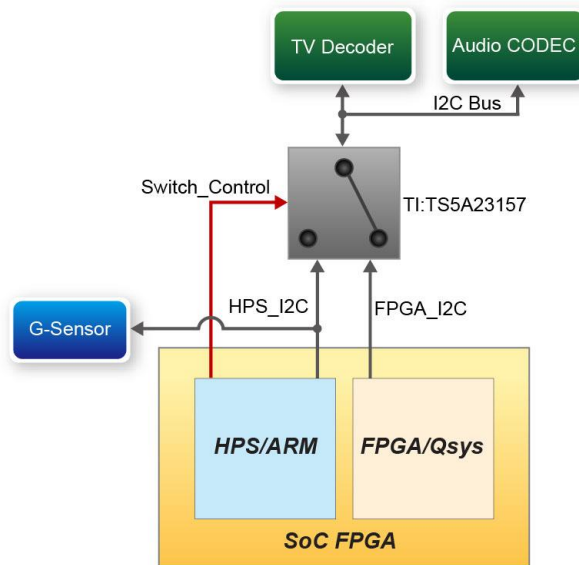 TV Decoder
Audio CODEC
I2C Bus
Switch_Control
TI:TS5A23157
HPS_I2C
FPGA_I2C
G-Sensor
HPS/ARM
FPGA/Qsys
SoC FPGA